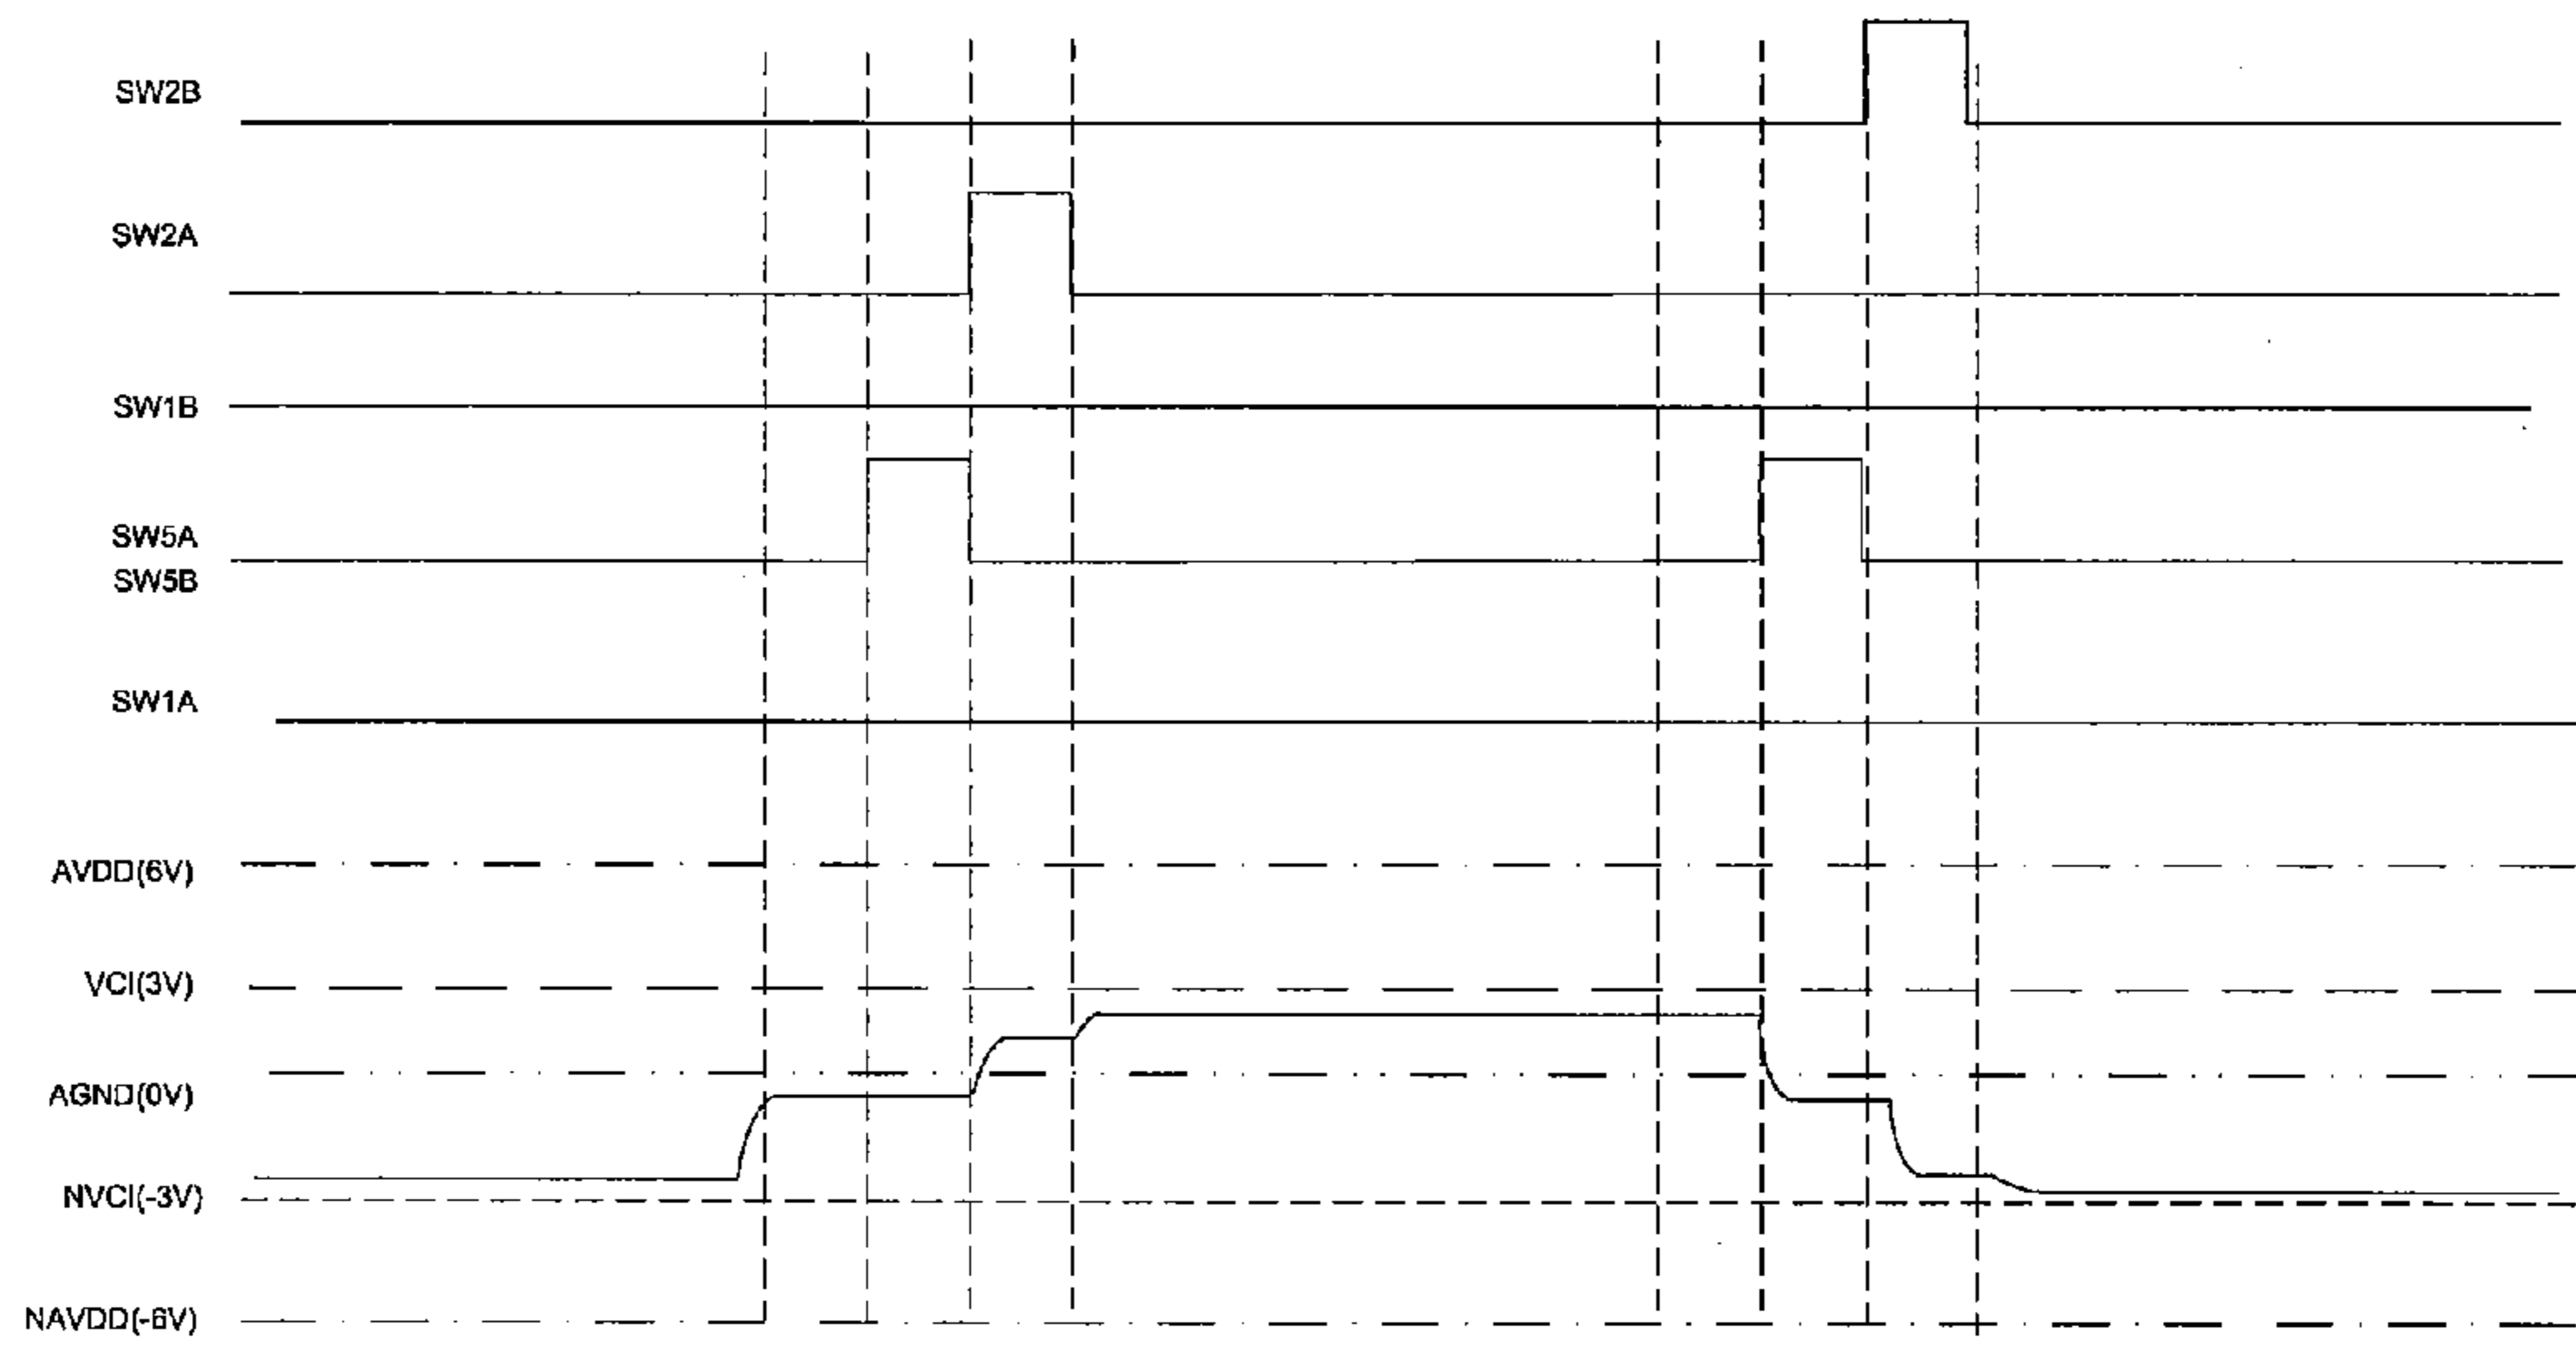 SW2B
SW2A
SW1B
SW5A
SW5B
SW1A
AVDD(6V)
VCI(3V)
AGND(0V)
NVCI(-3V)
NAVDD(-6V)